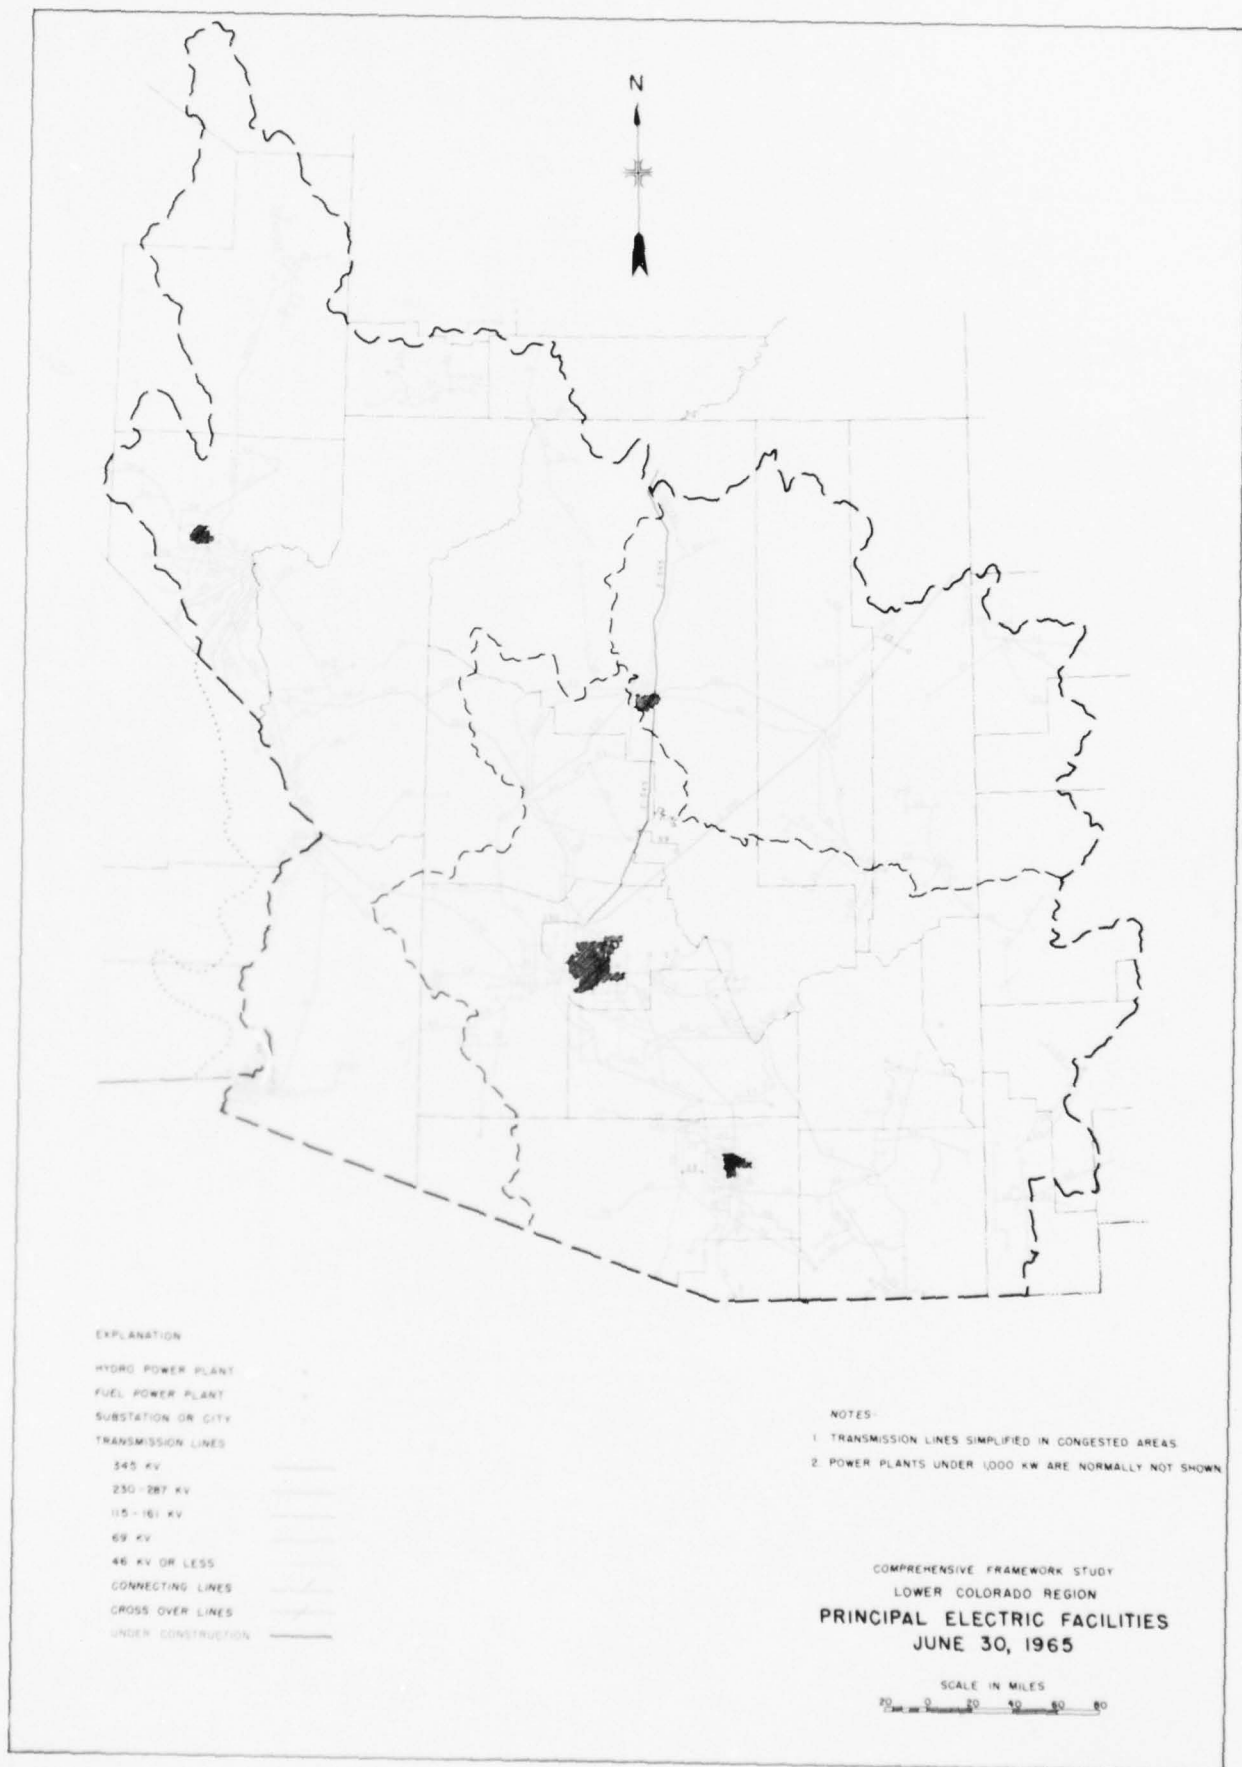 N
EXPLANATION
HYDRO POWER PLANT
FUEL POWER PLANT
SUBSTATION OR CITY
TRANSMISSION LINES
345 KV
230-287 KV
115-161 KV
69 KV
46 KV OR LESS
CONNECTING LINES
CROSS OVER LINES
UNDER CONSTRUCTION
NOTES:
1. TRANSMISSION LINES SIMPLIFIED IN CONGESTED AREAS
2. POWER PLANTS UNDER 1,000 KW ARE NORMALLY NOT SHOWN
COMPREHENSIVE FRAMEWORK STUDY
LOWER COLORADO REGION
PRINCIPAL ELECTRIC FACILITIES
JUNE 30, 1965
SCALE IN MILES
20 0 20 40 60 80